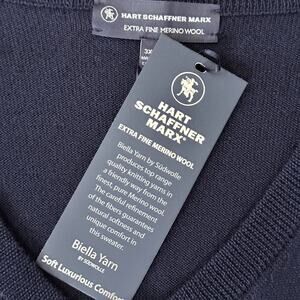 HART SCHAFFNER MARX
EXTRA FINE MERINO WOOL
HART
SCHAFFNER
MARX®
EXTRA FINE MERINO WOOL
Biella Yarn by Südwolle
produces top range
quality knitting yarns in
a friendly way from the
finest, pure Merino wool.
The careful refinement
of the fibers guarantees
natural softness and
unique comfort in
this sweater.
Biella Yarn
BY SÜDWOLLE
Soft Luxurious Comfort